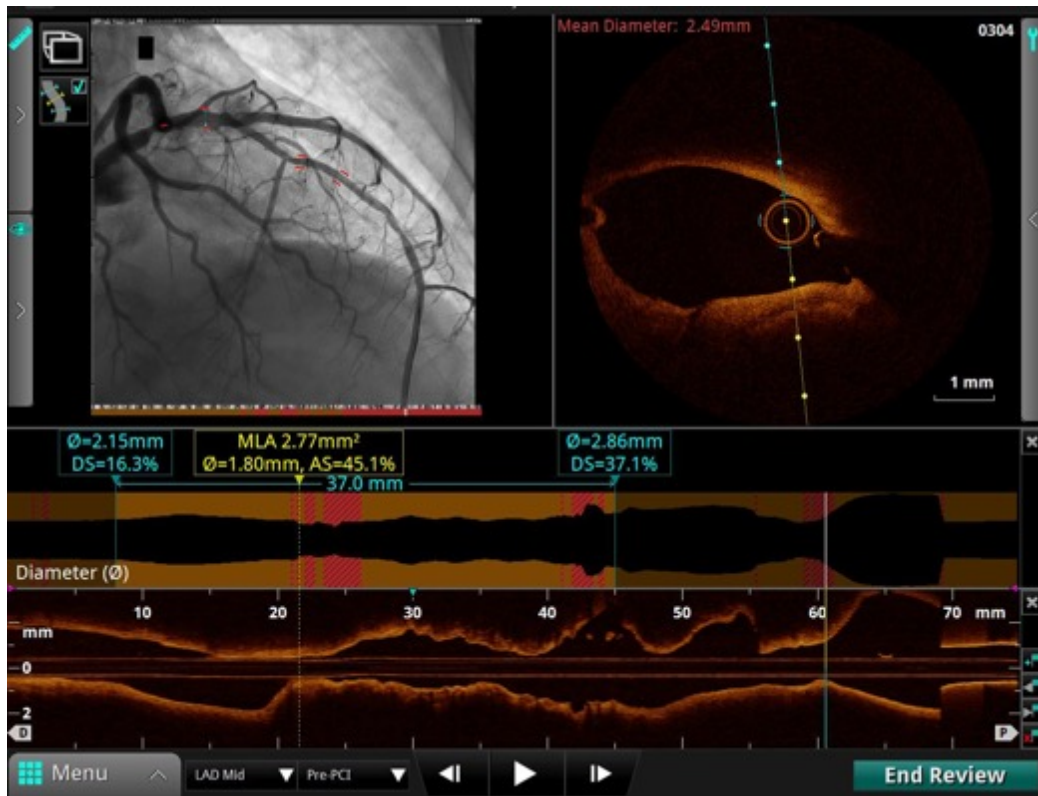 Mean Diameter: 2.49mm
0304
1 mm
Ø=2.15mm
DS=16.3%
MLA 2.77mm²
Ø=1.80mm, AS=45.1%
Ø=2.86mm
DS=37.1%
37.0 mm
Diameter (Ø)
10 20 30 40 50 60 70 mm
mm
0
2
D
P
Menu
LAD Mid
Pre-PCI
End Review